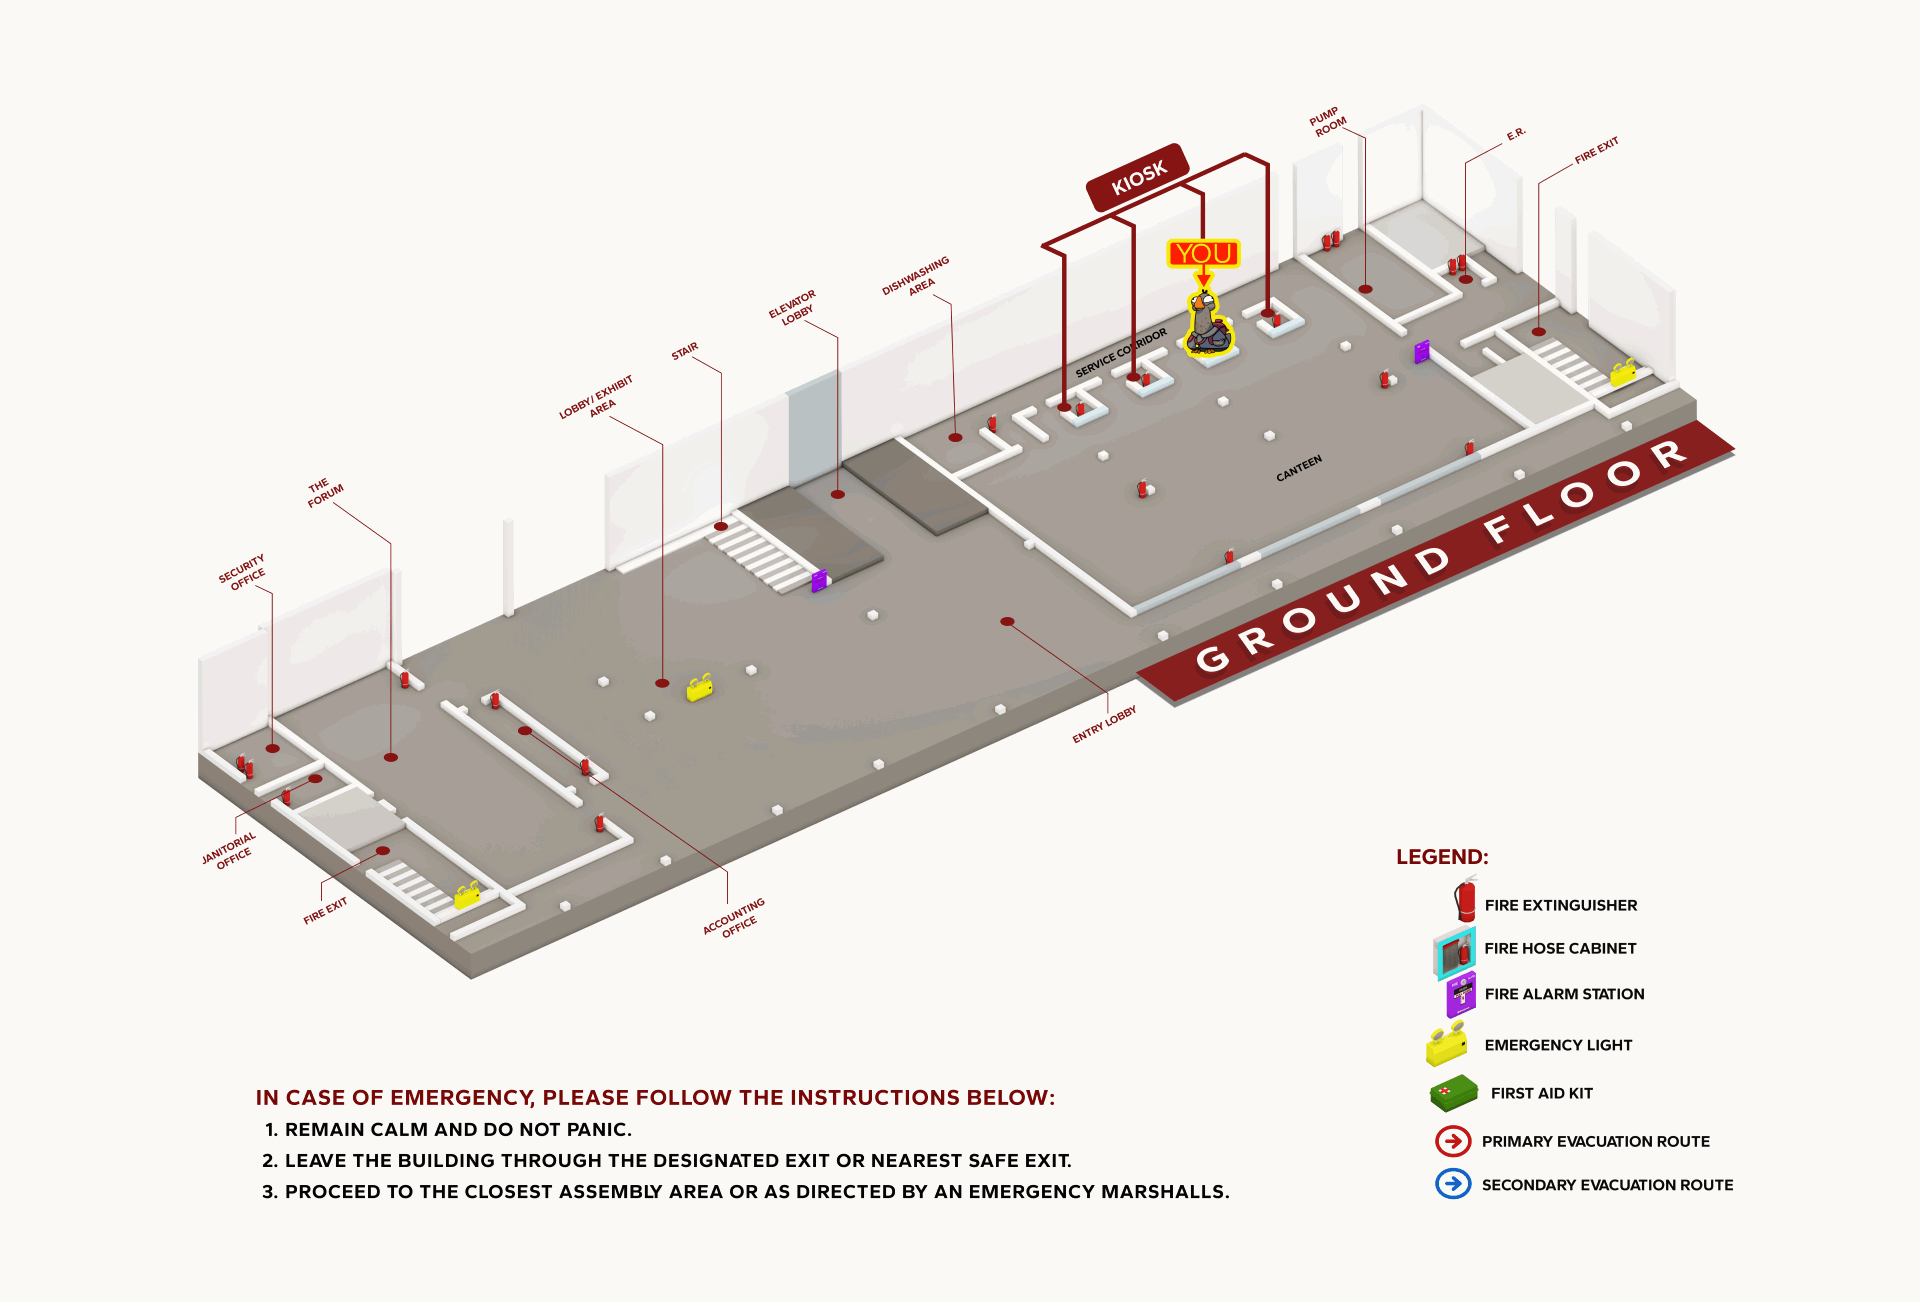 PUMP
ROOM
E.R.
FIRE EXIT
KIOSK
YOU
DISHWASHING
AREA
ELEVATOR
LOBBY
SERVICE CORRIDOR
STAIR
LOBBY/ EXHIBIT
AREA
CANTEEN
THE
FORUM
SECURITY
OFFICE
GROUND FLOOR
ENTRY LOBBY
JANITORIAL
OFFICE
FIRE EXIT
ACCOUNTING
OFFICE
LEGEND:
FIRE EXTINGUISHER
FIRE HOSE CABINET
FIRE ALARM STATION
EMERGENCY LIGHT
FIRST AID KIT
PRIMARY EVACUATION ROUTE
SECONDARY EVACUATION ROUTE
IN CASE OF EMERGENCY, PLEASE FOLLOW THE INSTRUCTIONS BELOW:
1. REMAIN CALM AND DO NOT PANIC.
2. LEAVE THE BUILDING THROUGH THE DESIGNATED EXIT OR NEAREST SAFE EXIT.
3. PROCEED TO THE CLOSEST ASSEMBLY AREA OR AS DIRECTED BY AN EMERGENCY MARSHALLS.